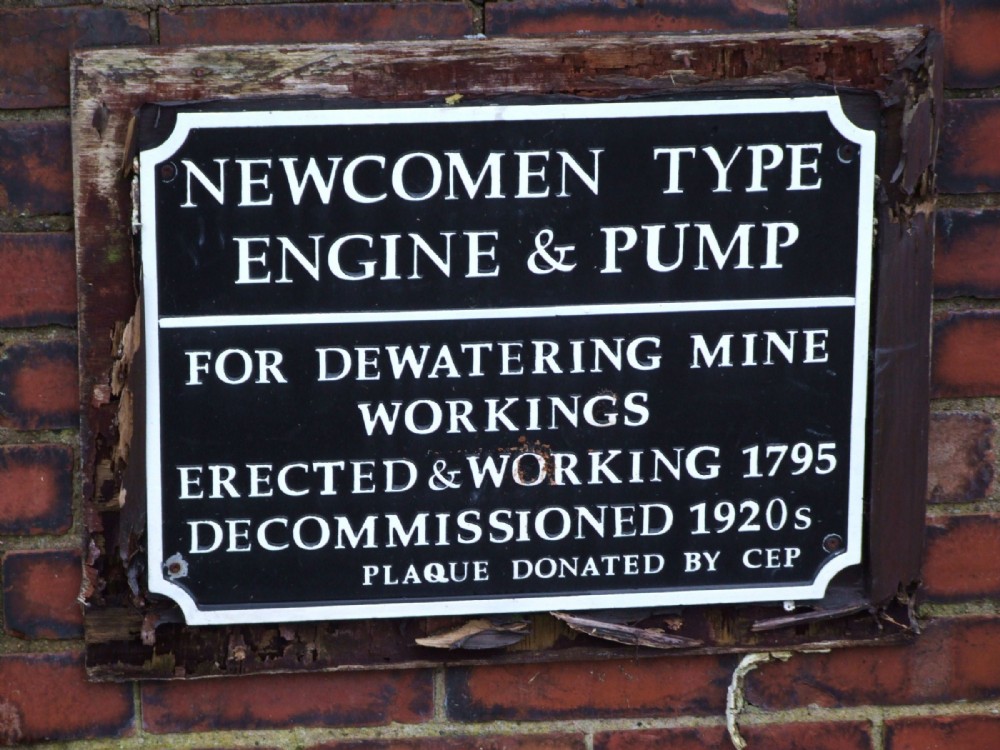 NEWCOMEN TYPE
ENGINE & PUMP
FOR DEWATERING MINE
WORKINGS
ERECTED & WORKING 1795
DECOMMISSIONED 1920s
PLAQUE DONATED BY CEP